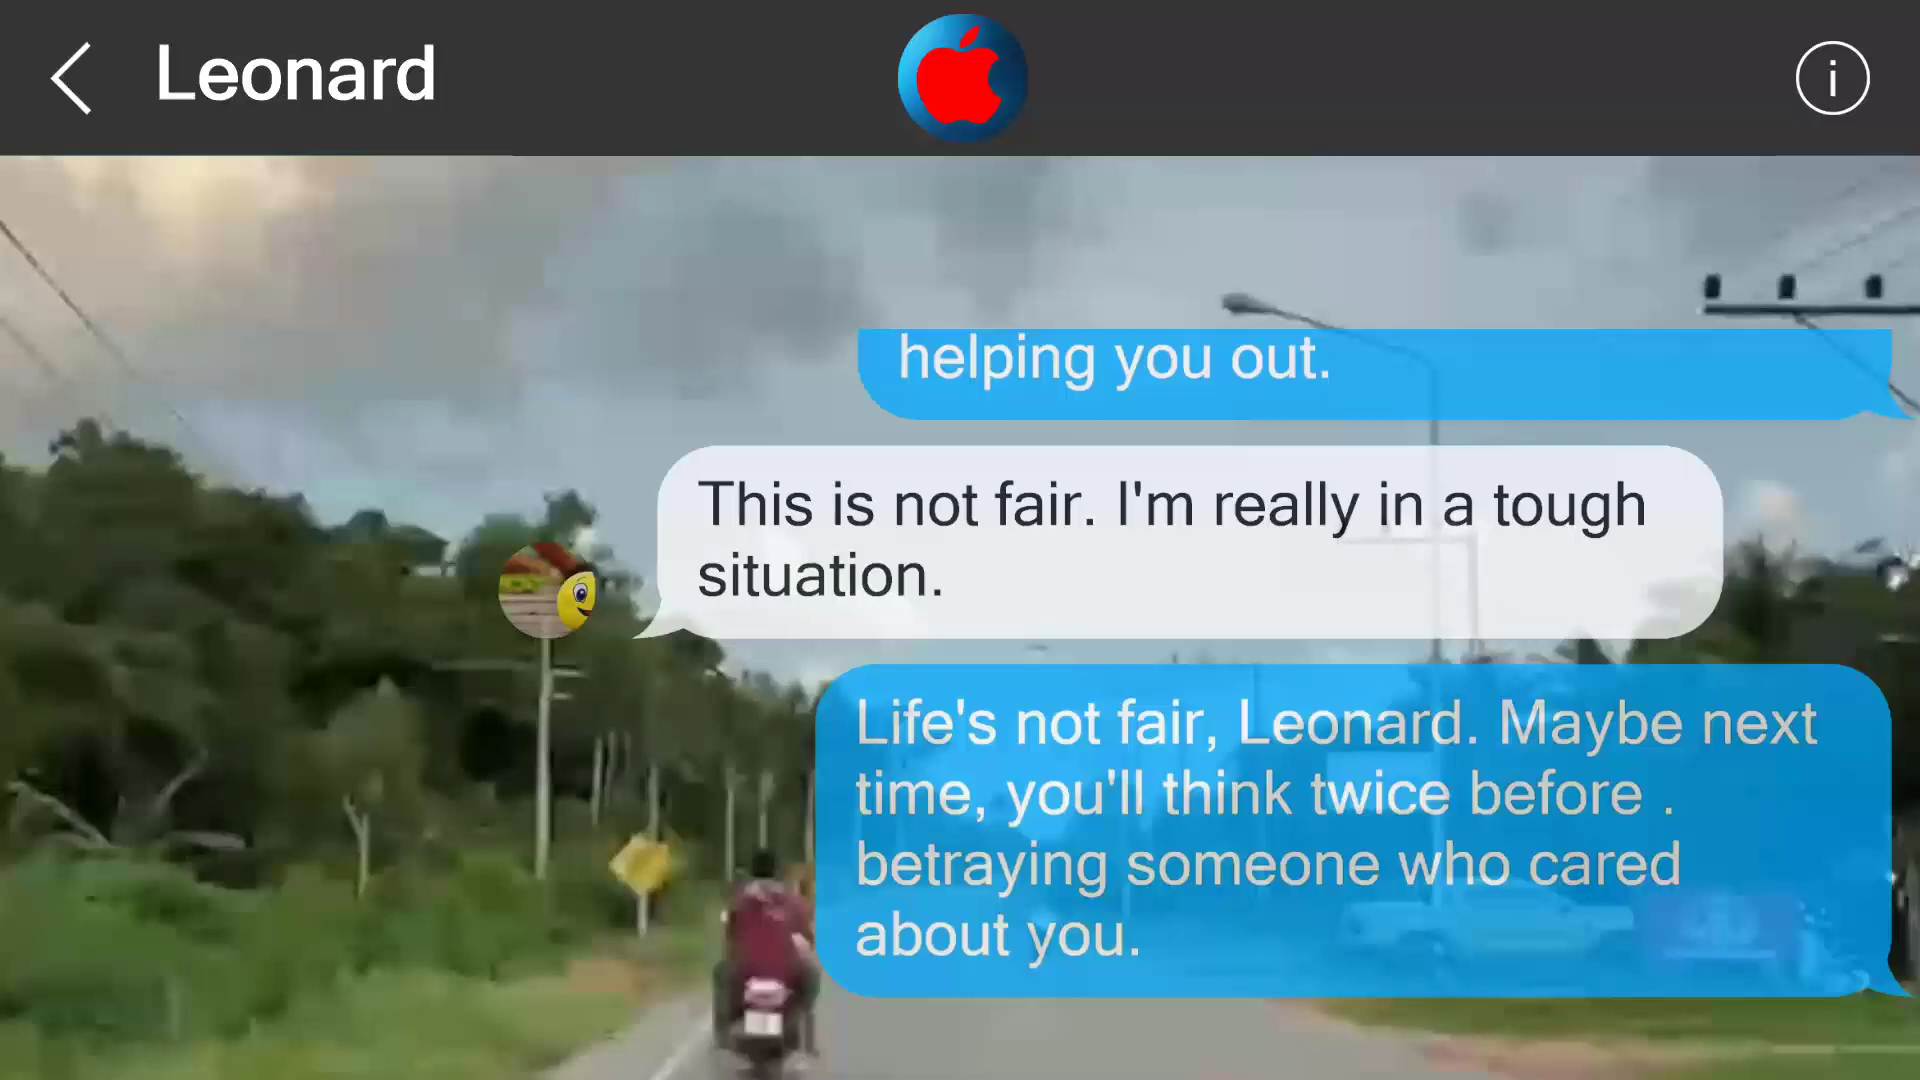 Leonard
helping you out.
This is not fair. I'm really in a tough
situation.
Life's not fair, Leonard. Maybe next
time, you'll think twice before .
betraying someone who cared
about you.